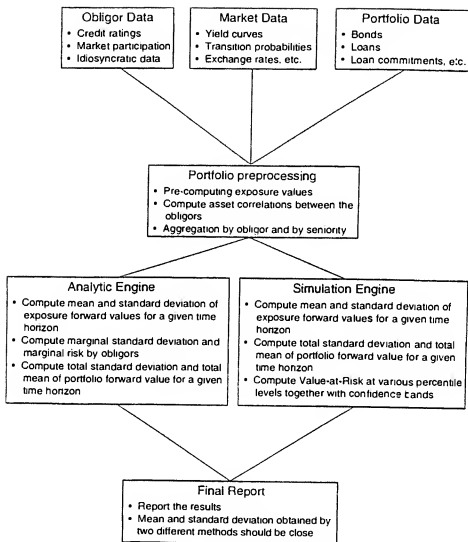 Obligor Data
• Credit ratings
• Market participation
• Idiosyncratic data
Market Data
• Yield curves
• Transition probabilities
• Exchange rates, etc.
Portfolio Data
• Bonds
• Loans
• Loan commitments, etc.
Portfolio preprocessing
• Pre-computing exposure values
• Compute asset correlations between the
obligors
• Aggregation by obligor and by seniority
Analytic Engine
• Compute mean and standard deviation of
exposure forward values for a given time
horizon
• Compute marginal standard deviation and
marginal risk by obligors
• Compute total standard deviation and total
mean of portfolio forward value for a given
time horizon
Simulation Engine
• Compute mean and standard deviation of
exposure forward values for a given time
horizon
• Compute total standard deviation and total
mean of portfolio forward value for a given
time horizon
• Compute Value-at-Risk at various percentile
levels together with confidence bands
Final Report
• Report the results
• Mean and standard deviation obtained by
two different methods should be close